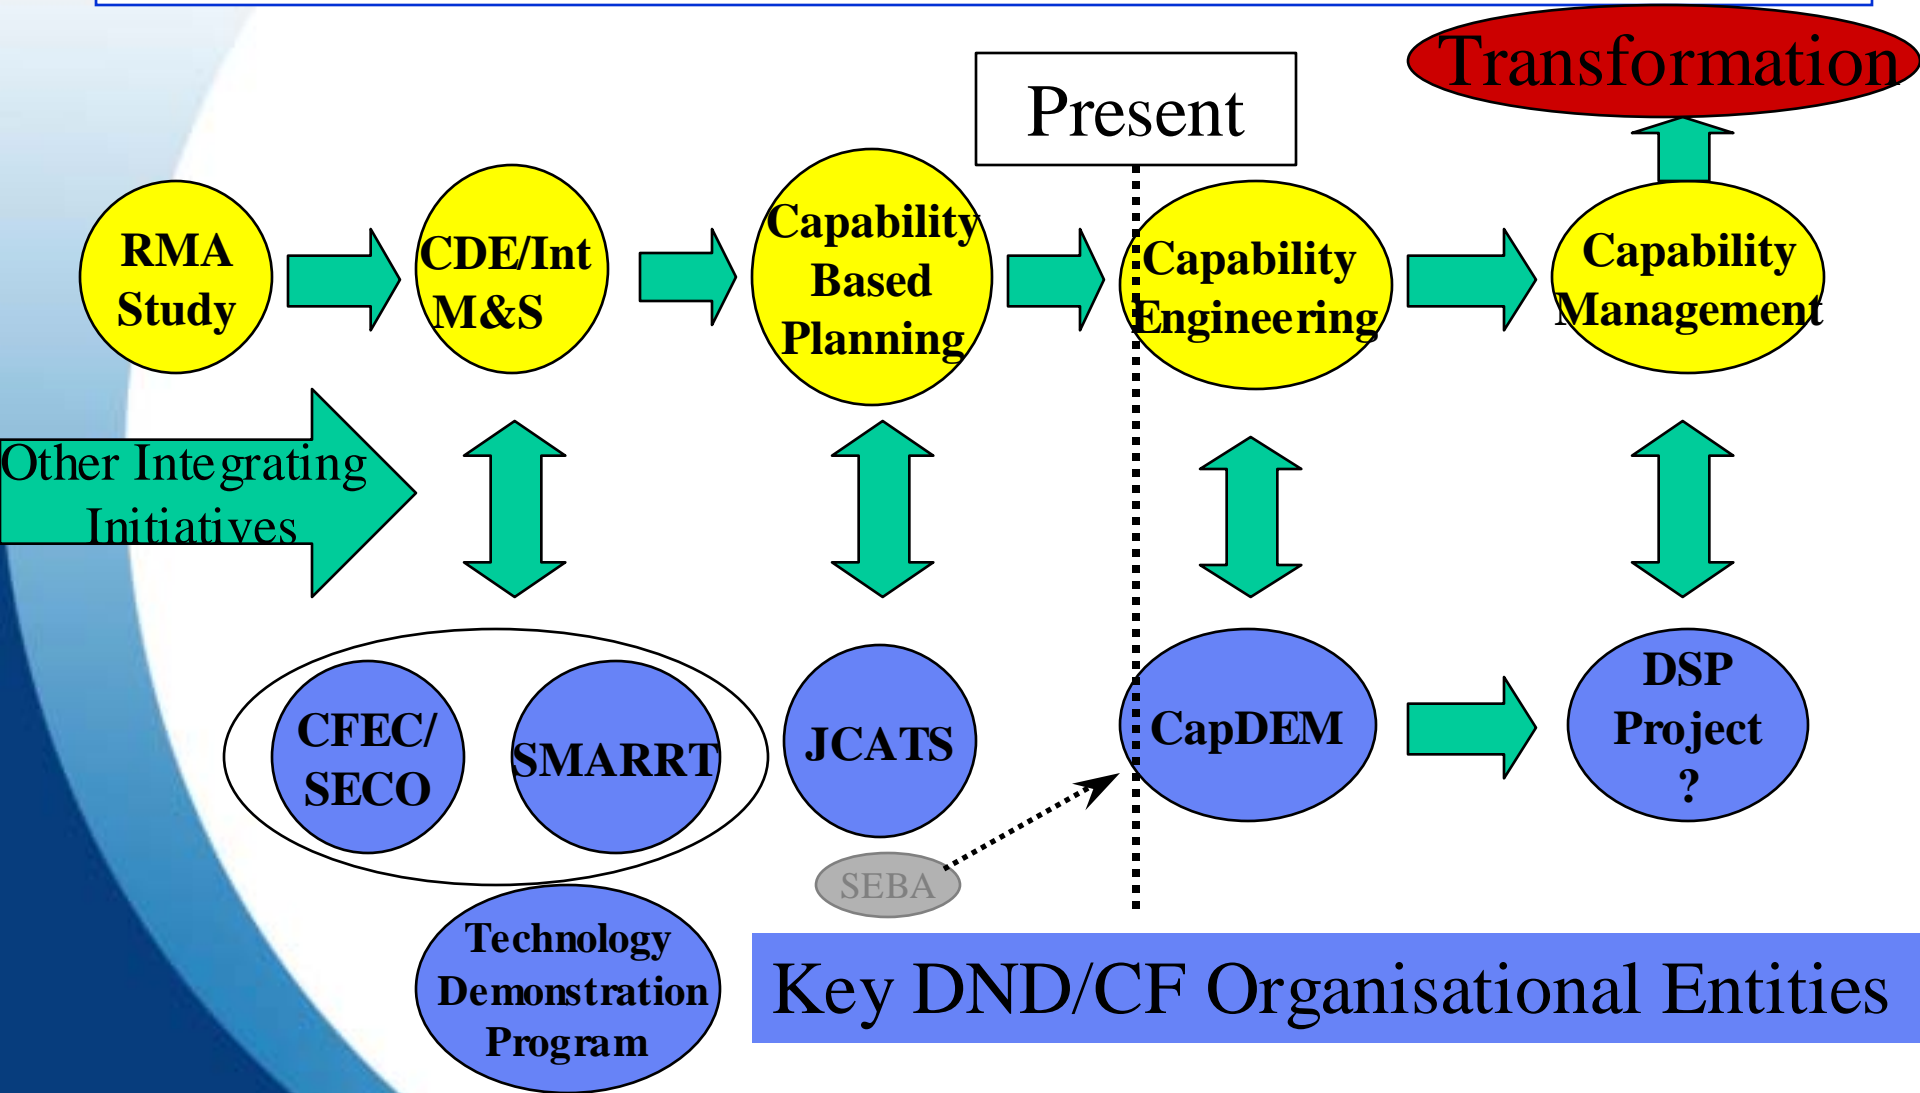 Transformation
Present
RMA
Study
CDE/Int
M&S
Capability
Based
Planning
Capability
Engineering
Capability
Management
Other Integrating
Initiatives
CFEC/
SECO
SMARRT
JCATS
CapDEM
DSP
Project
?
SEBA
Technology
Demonstration
Program
Key DND/CF Organisational Entities